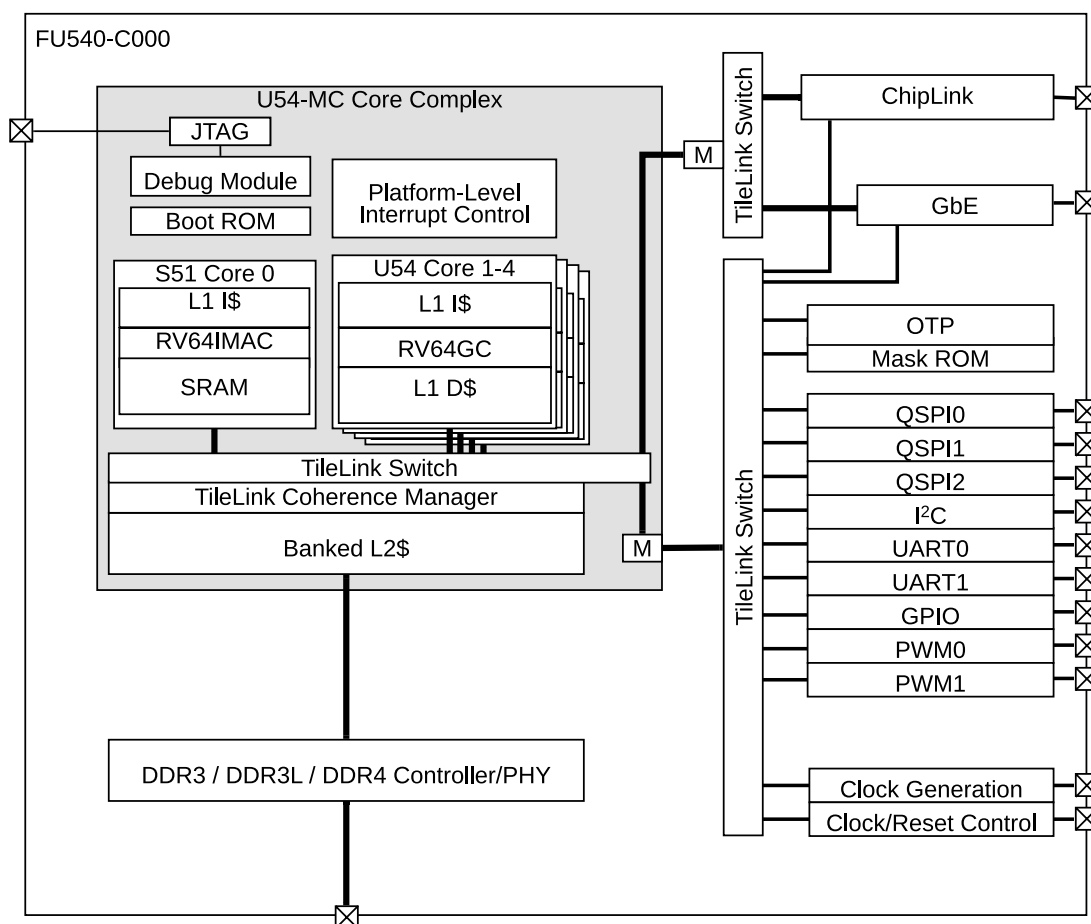 FU540-C000
U54-MC Core Complex
JTAG
Debug Module
Boot ROM
Platform-Level
Interrupt Control
S51 Core 0
L1 I$
RV64IMAC
SRAM
U54 Core 1-4
L1 I$
RV64GC
L1 D$
TileLink Switch
TileLink Coherence Manager
Banked L2$
M
M
DDR3 / DDR3L / DDR4 Controller/PHY
TileLink Switch
ChipLink
GbE
TileLink Switch
OTP
Mask ROM
QSPI0
QSPI1
QSPI2
I²C
UART0
UART1
GPIO
PWM0
PWM1
Clock Generation
Clock/Reset Control